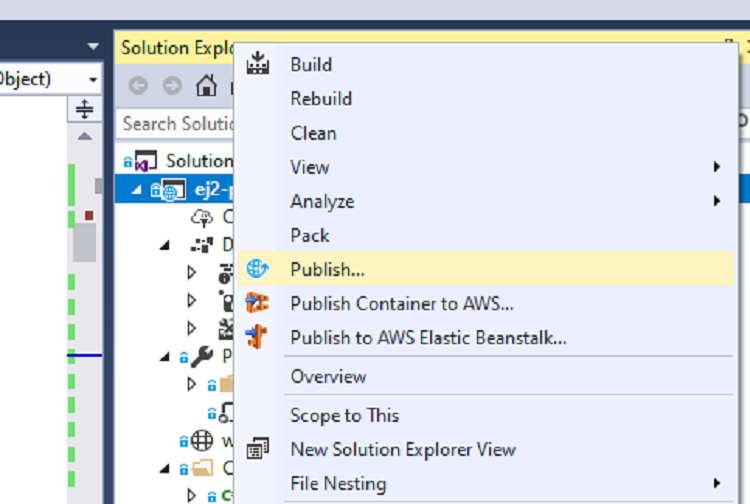 Solution Explo
Object)
Build
Rebuild
Search Solutio
Clean
Solution
View
ej2-p
Analyze
Pack
Publish...
Publish Container to AWS...
Publish to AWS Elastic Beanstalk...
Overview
Scope to This
New Solution Explorer View
File Nesting